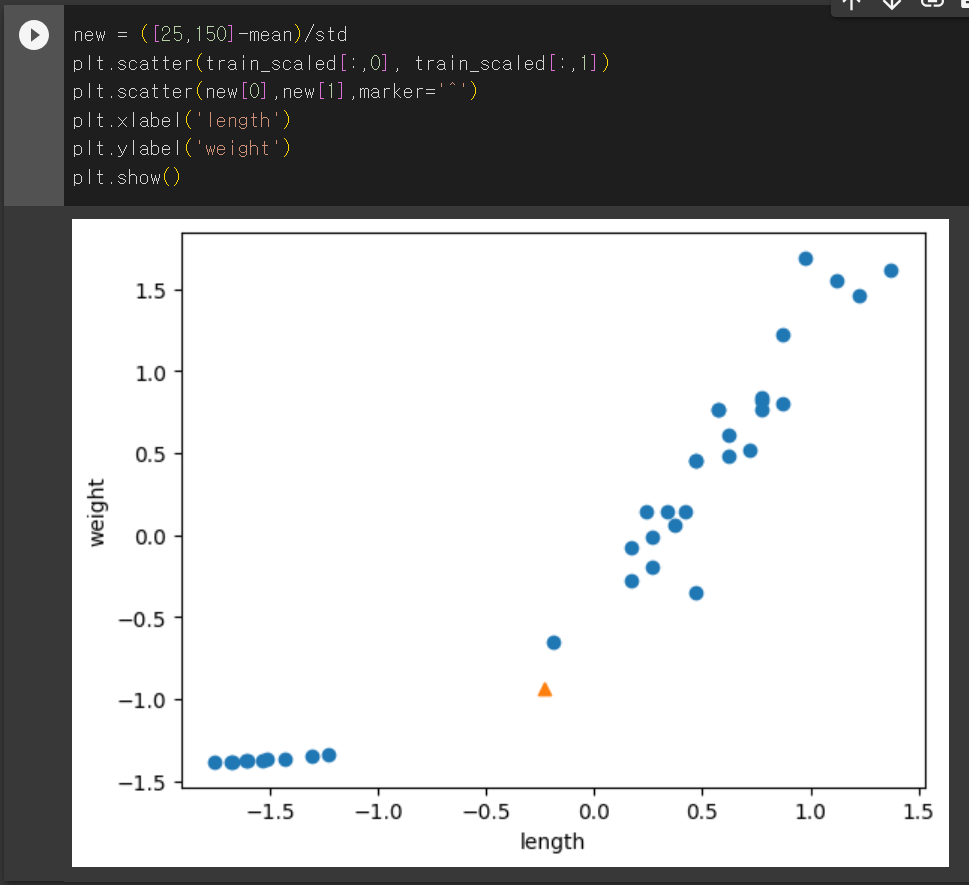 new = ([25,150]-mean)/std
plt.scatter(train_scaled[:,0], train_scaled[:,1])
plt.scatter(new[0],new[1],marker='^')
plt.xlabel('length')
plt.ylabel('weight')
plt.show()
1.5
1.0
0.5
0.0
−0.5
−1.0
−1.5
weight
−1.5 −1.0 −0.5 0.0 0.5 1.0 1.5
length